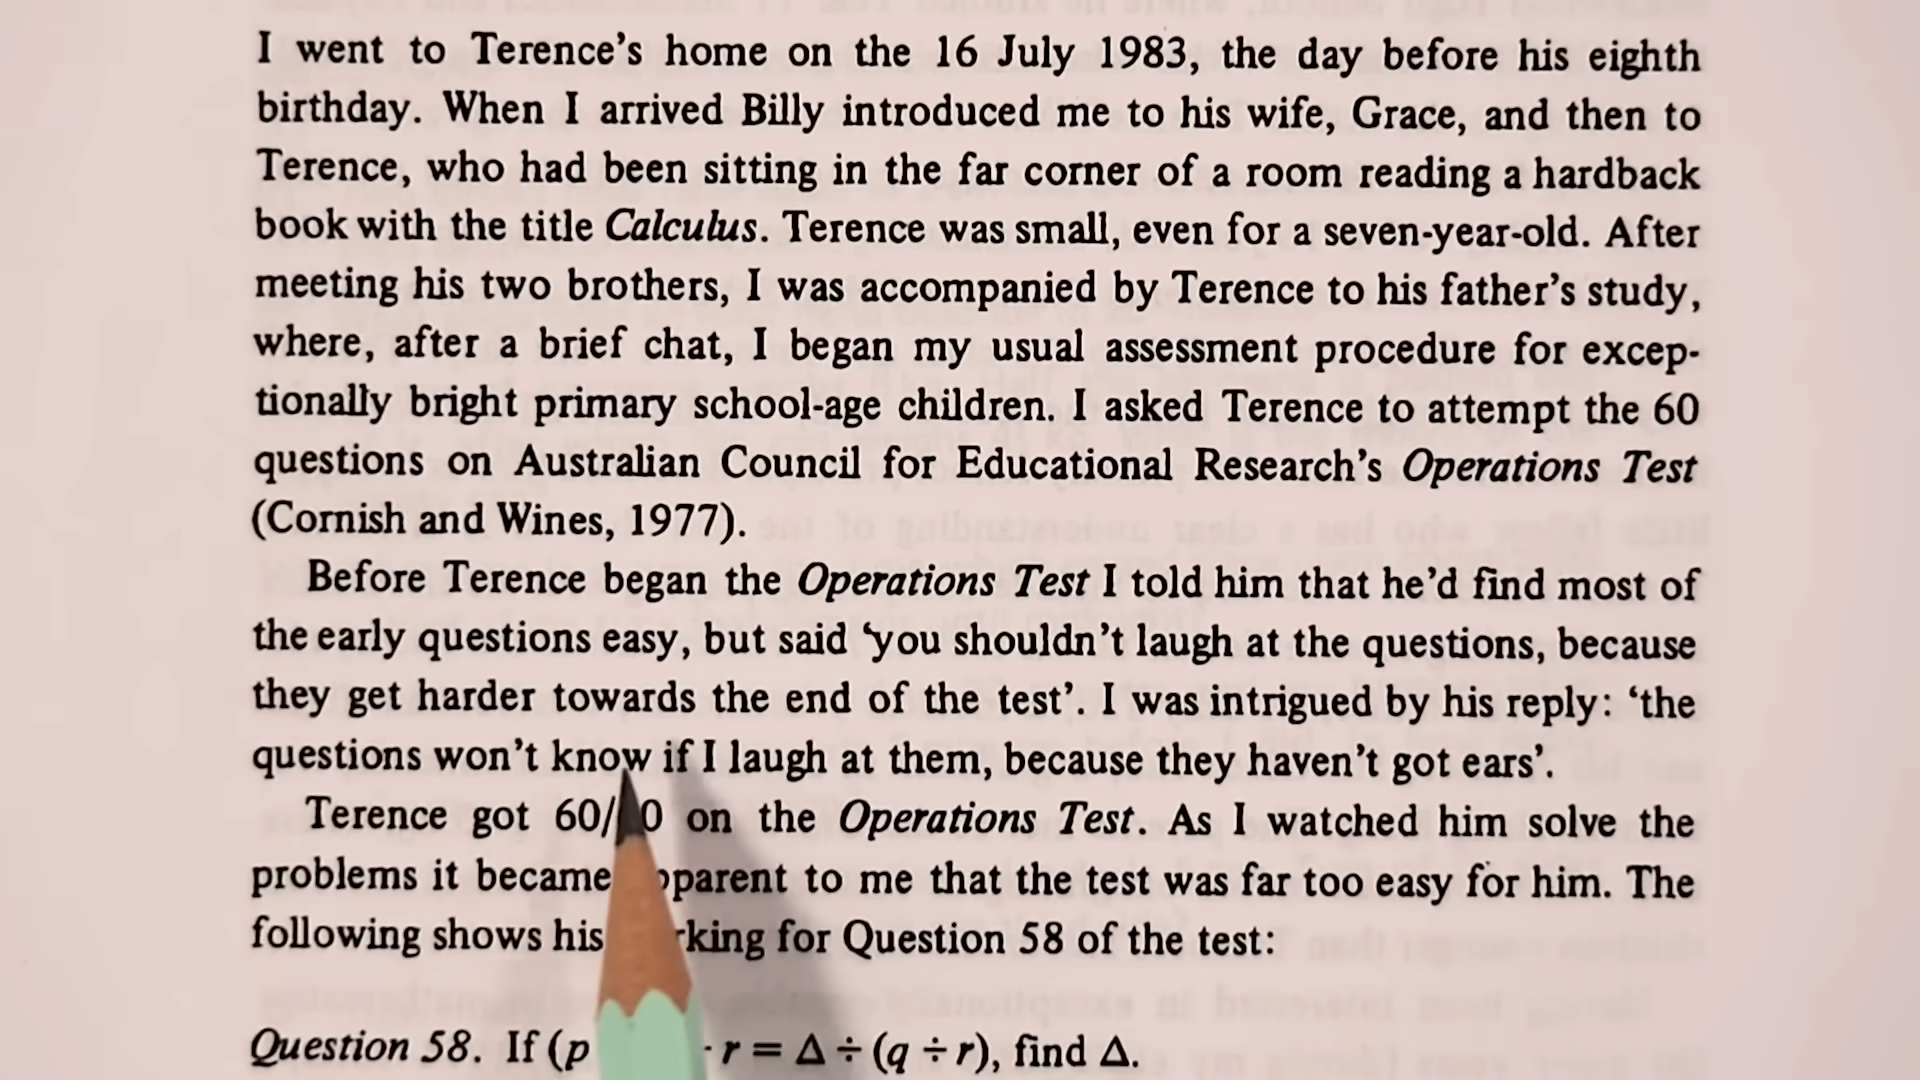 I went to Terence's home on the 16 July 1983, the day before his eighth
birthday. When I arrived Billy introduced me to his wife, Grace, and then to
Terence, who had been sitting in the far corner of a room reading a hardback
book with the title Calculus. Terence was small, even for a seven-year-old. After
meeting his two brothers, I was accompanied by Terence to his father's study,
where, after a brief chat, I began my usual assessment procedure for excep-
tionally bright primary school-age children. I asked Terence to attempt the 60
questions on Australian Council for Educational Research's Operations Test
(Cornish and Wines, 1977).
Before Terence began the Operations Test I told him that he'd find most of
the early questions easy, but said 'you shouldn't laugh at the questions, because
they get harder towards the end of the test'. I was intrigued by his reply: 'the
questions won't know if I laugh at them, because they haven't got ears'.
Terence got 60/ 0 on the Operations Test. As I watched him solve the
problems it became pparent to me that the test was far too easy for him. The
following shows his rking for Question 58 of the test:
Question 58. If (p r = Δ ÷ (q ÷ r), find Δ.